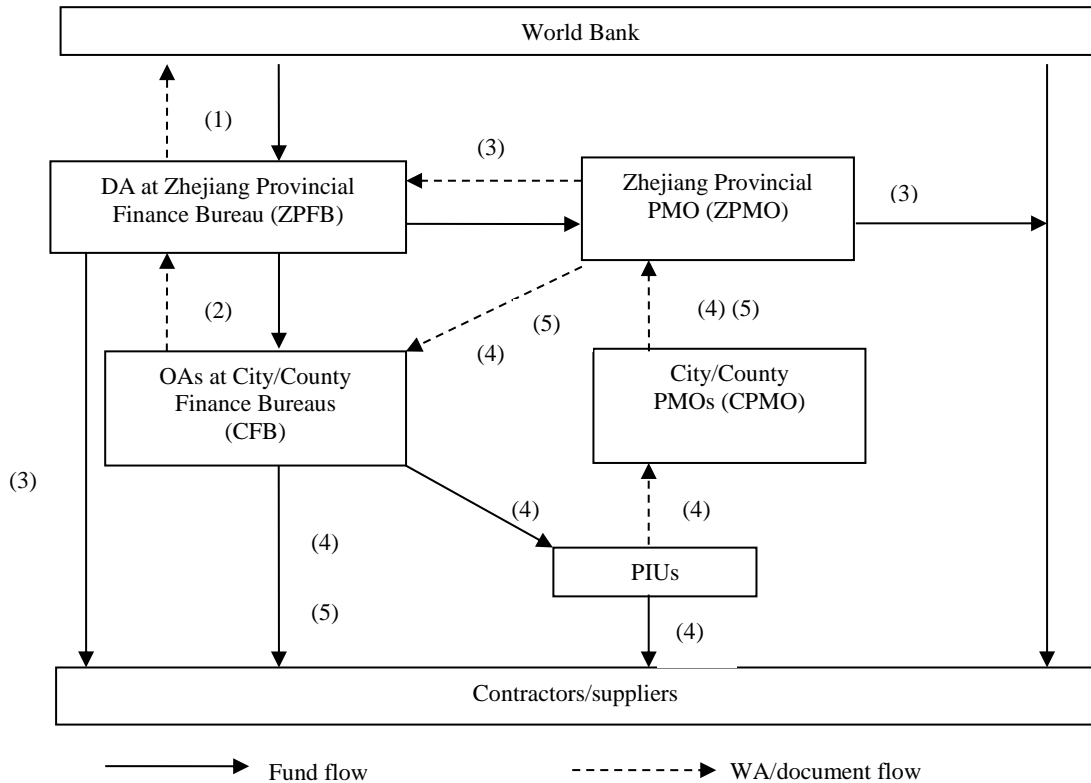 World Bank
(1)
(3)
DA at Zhejiang Provincial
Finance Bureau (ZPFB)
Zhejiang Provincial
PMO (ZPMO)
(3)
(2)
(5)
(4)
(4) (5)
OAs at City/County
Finance Bureaus
(CFB)
City/County
PMOs (CPMO)
(3)
(4)
(4)
(4)
PIUs
(5)
(4)
Contractors/suppliers
Fund flow
WA/document flow